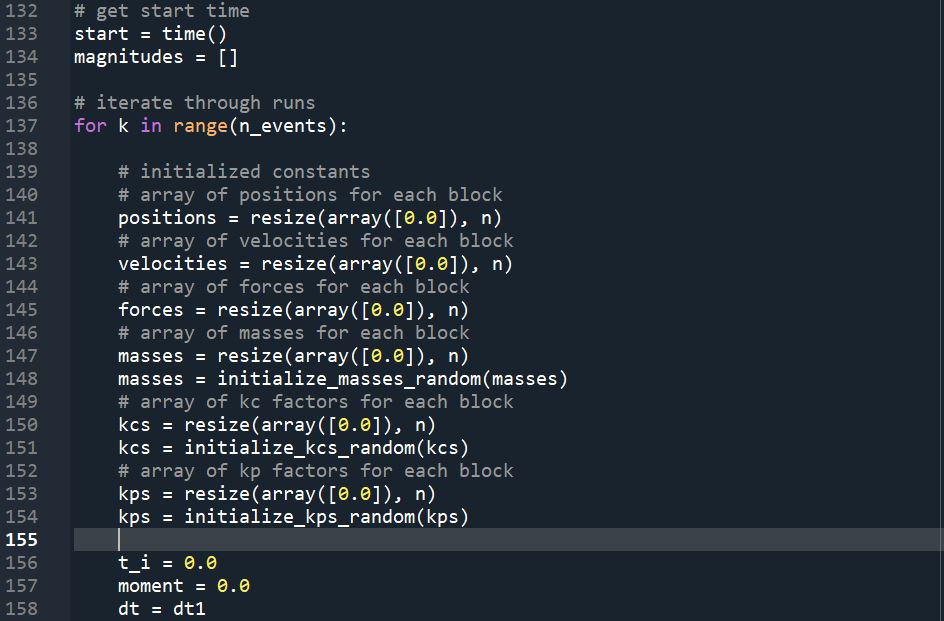 132 # get start time
133 start = time()
134 magnitudes = []
135
136 # iterate through runs
137 for k in range(n_events):
138
139     # initialized constants
140     # array of positions for each block
141     positions = resize(array([0.0]), n)
142     # array of velocities for each block
143     velocities = resize(array([0.0]), n)
144     # array of forces for each block
145     forces = resize(array([0.0]), n)
146     # array of masses for each block
147     masses = resize(array([0.0]), n)
148     masses = initialize_masses_random(masses)
149     # array of kc factors for each block
150     kcs = resize(array([0.0]), n)
151     kcs = initialize_kcs_random(kcs)
152     # array of kp factors for each block
153     kps = resize(array([0.0]), n)
154     kps = initialize_kps_random(kps)
155
156     t_i = 0.0
157     moment = 0.0
158     dt = dt1